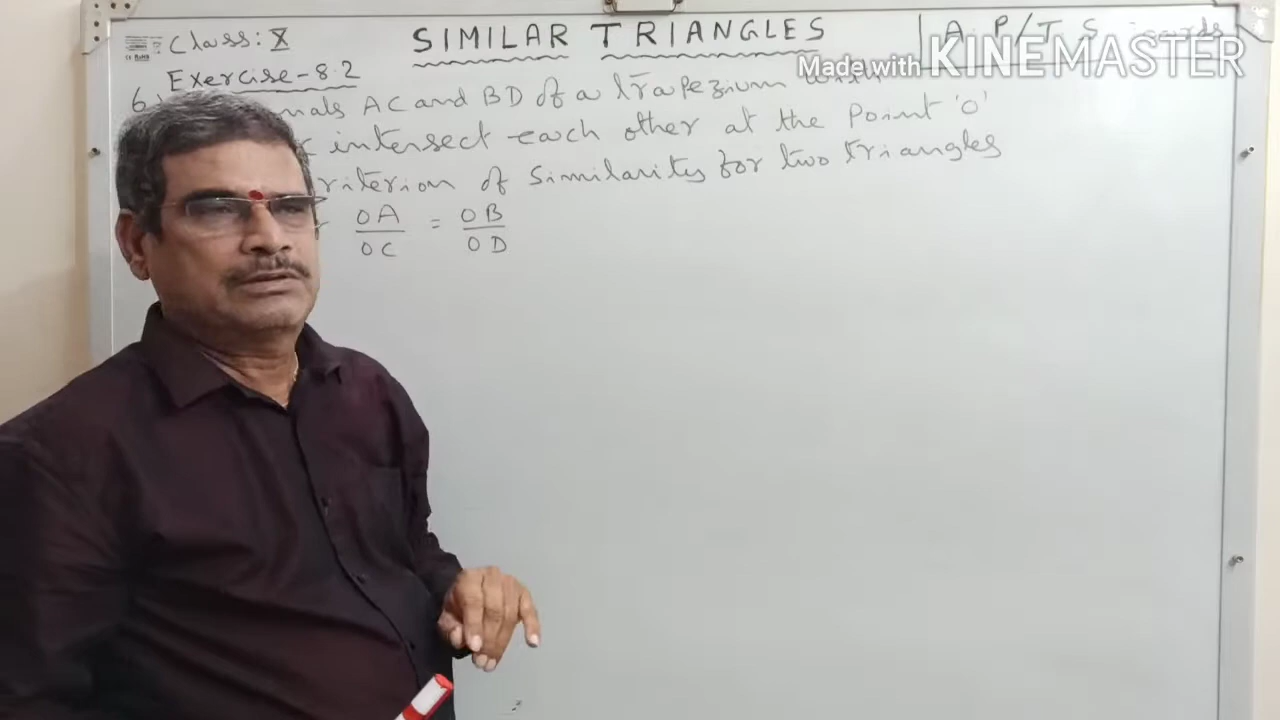 Class: X SIMILAR TRIANGLES A.P/T.S
Made with KINEMASTER
Exercise-8.2
6) AC and BD of a trapezium
intersect each other at the Point 'O'
of Similarity for two triangles
OA/OC = OB/OD